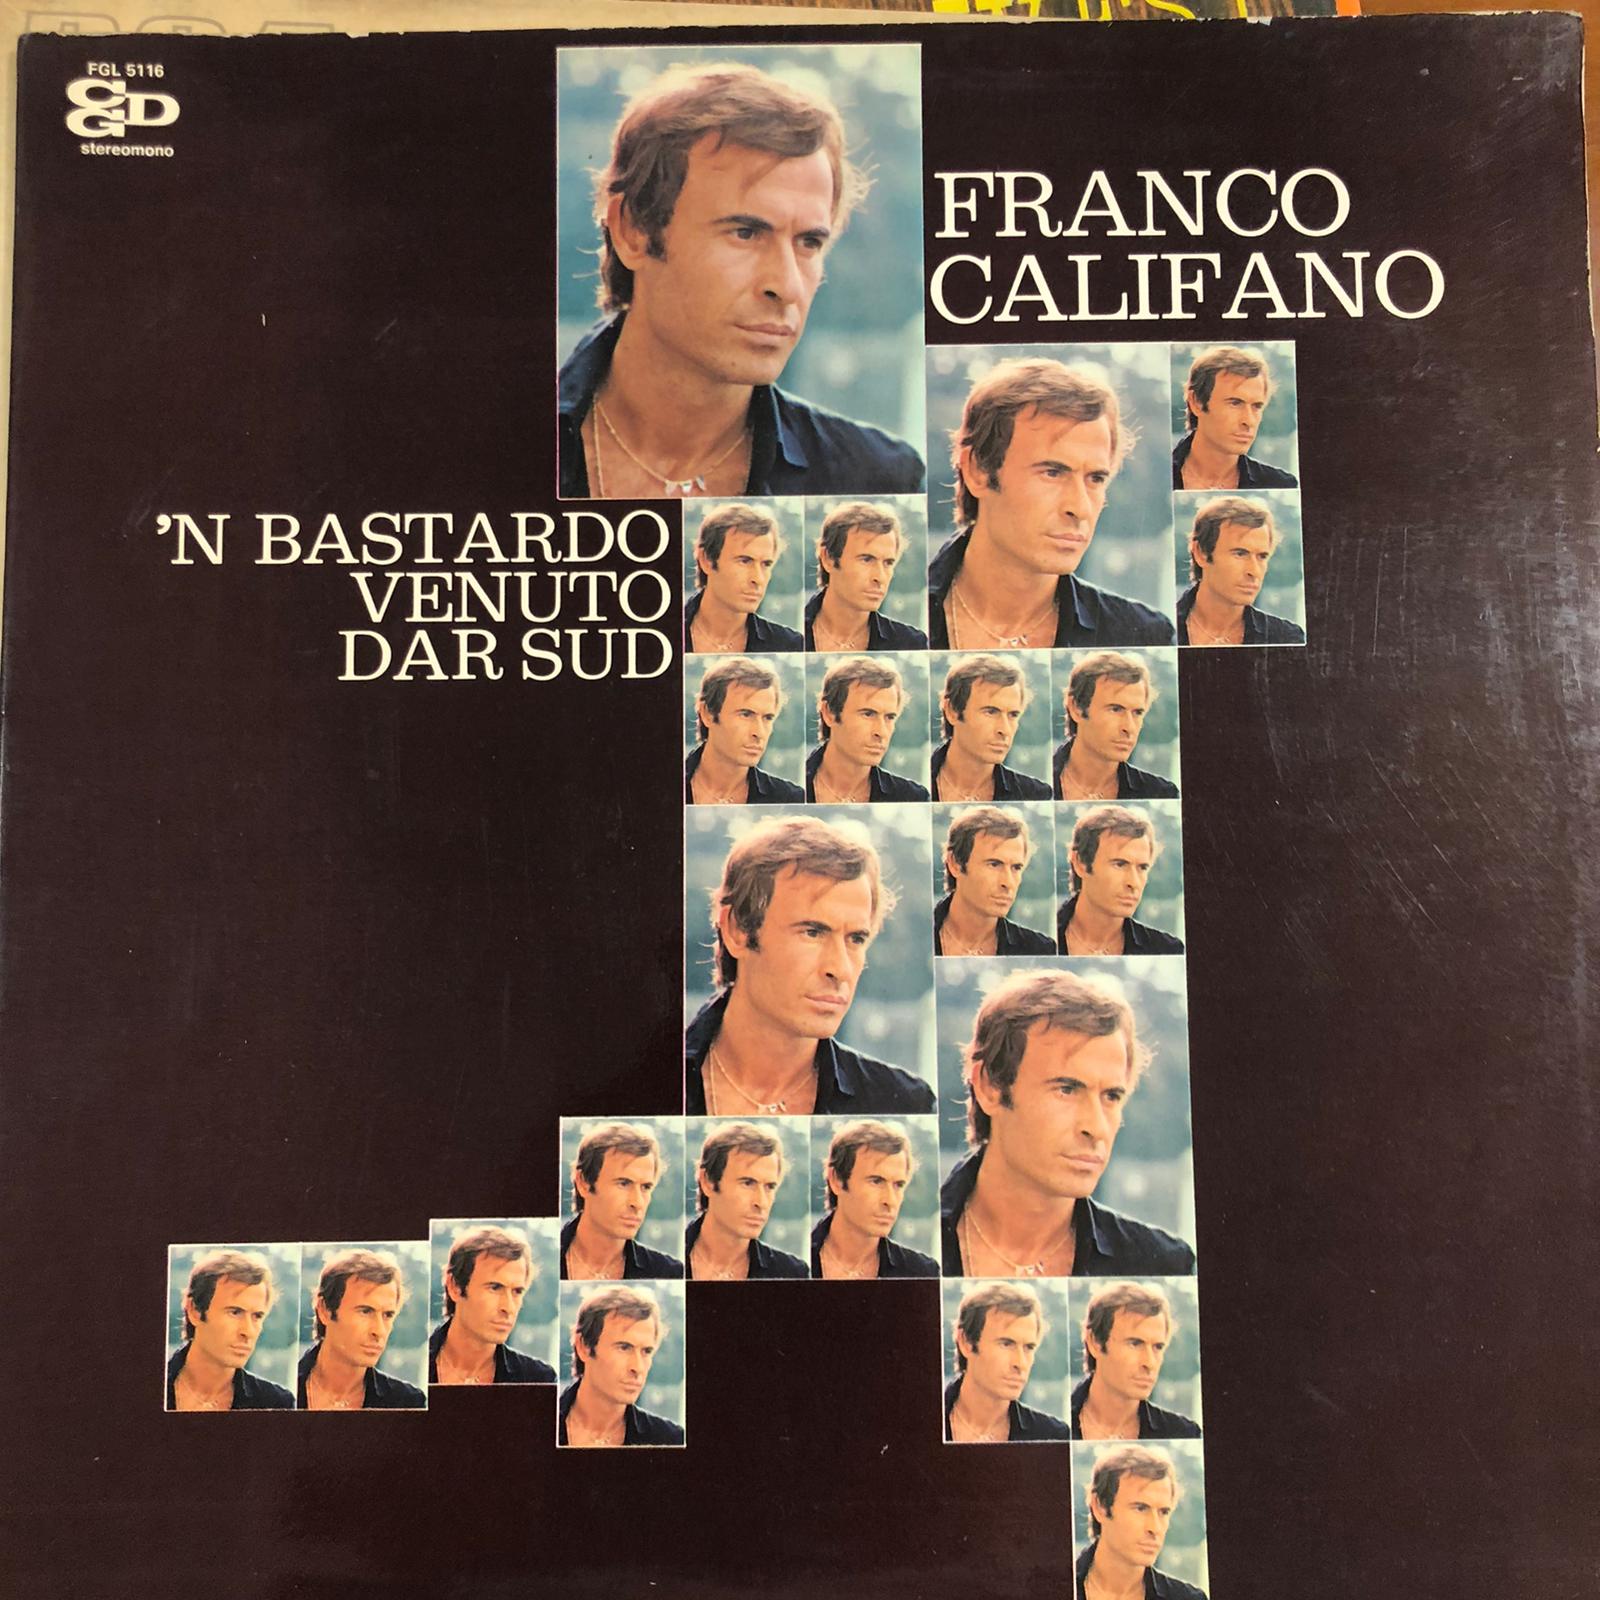 FGL 5116
CGD
stereomono
FRANCO
CALIFANO
'N BASTARDO
VENUTO
DAR SUD